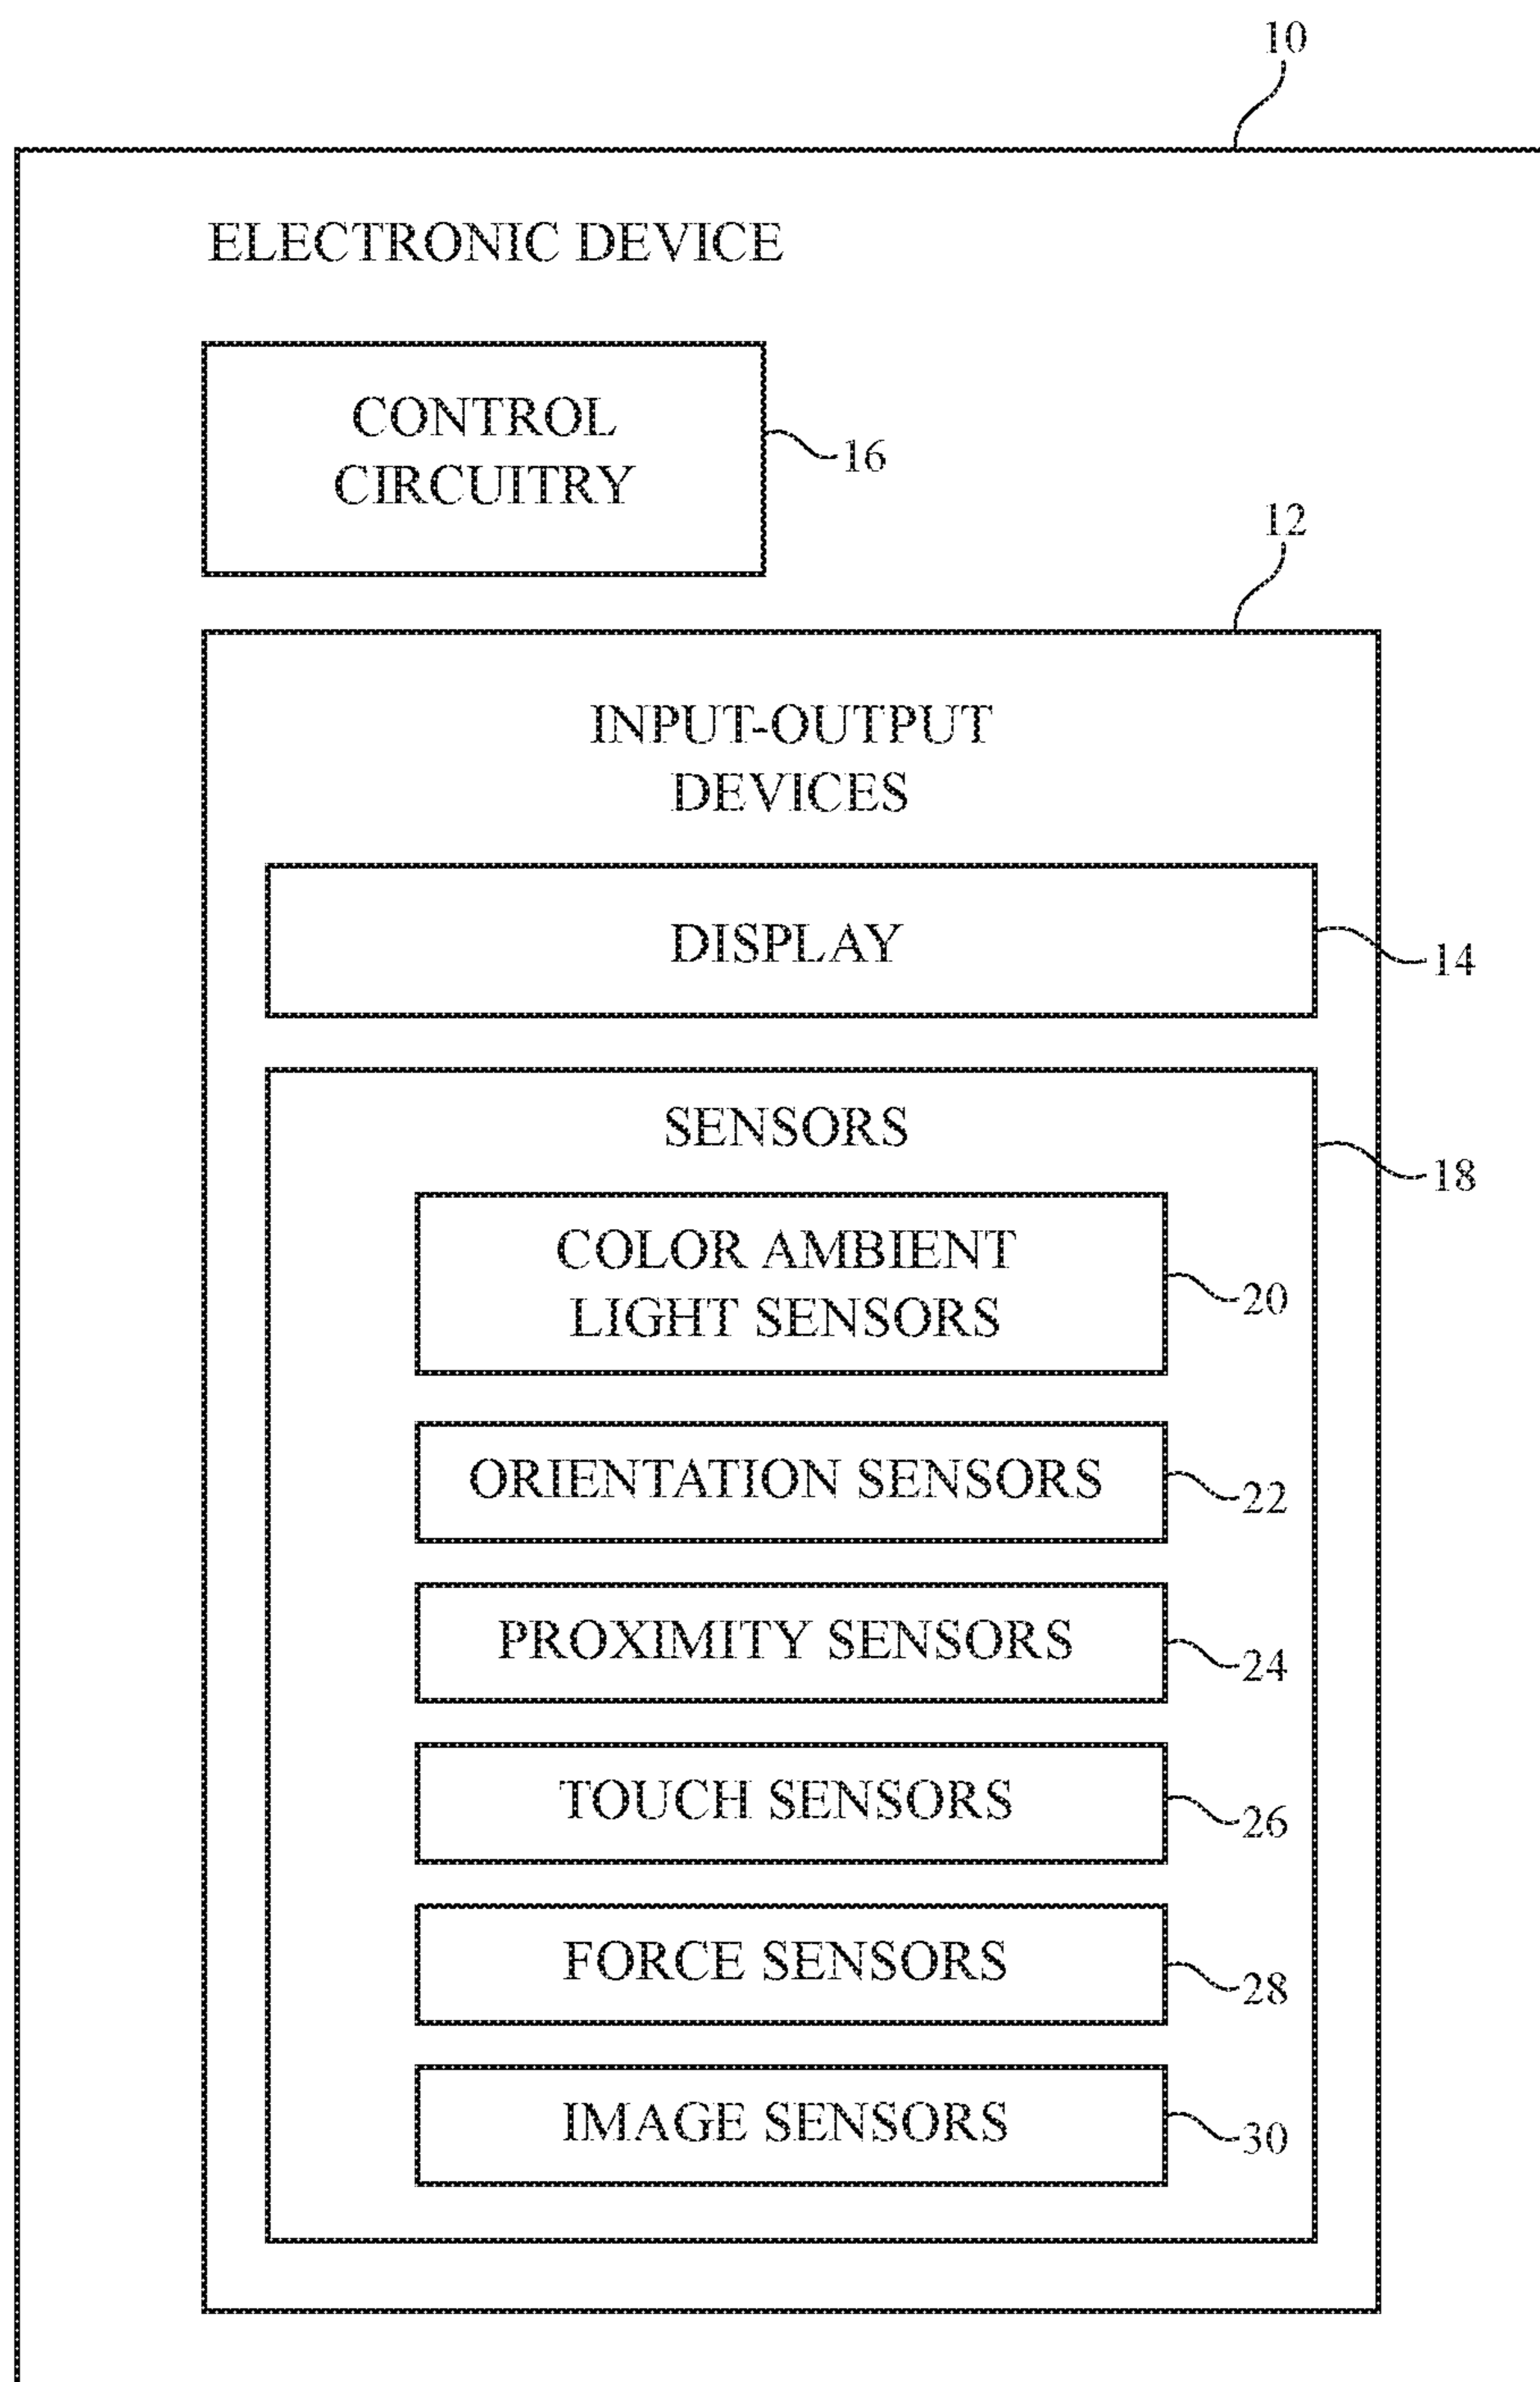 10
ELECTRONIC DEVICE
CONTROL
CIRCUITRY
16
12
INPUT-OUTPUT
DEVICES
DISPLAY
14
SENSORS
18
COLOR AMBIENT
LIGHT SENSORS
20
ORIENTATION SENSORS
22
PROXIMITY SENSORS
24
TOUCH SENSORS
26
FORCE SENSORS
28
IMAGE SENSORS
30